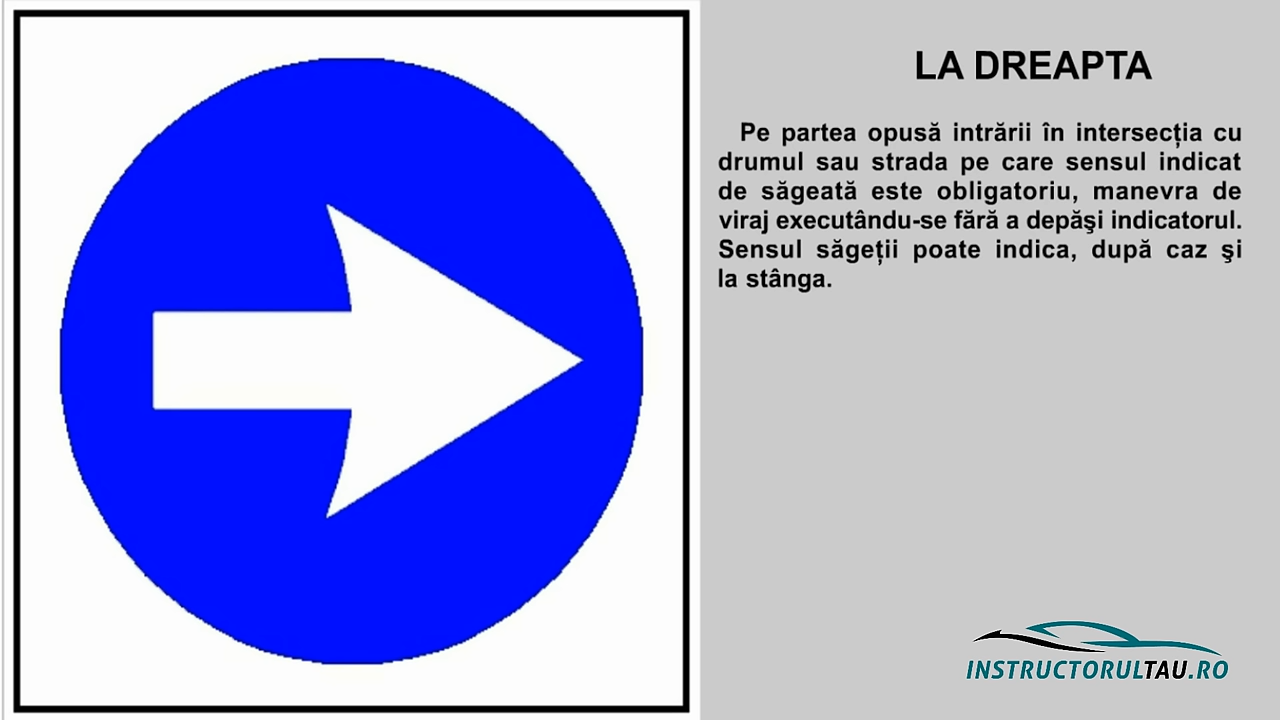 LA DREAPTA
Pe partea opusă intrării în intersecția cu
drumul sau strada pe care sensul indicat
de săgeată este obligatoriu, manevra de
viraj executându-se fără a depăşi indicatorul.
Sensul săgeții poate indica, după caz şi
la stânga.
INSTRUCTORULTAU.RO